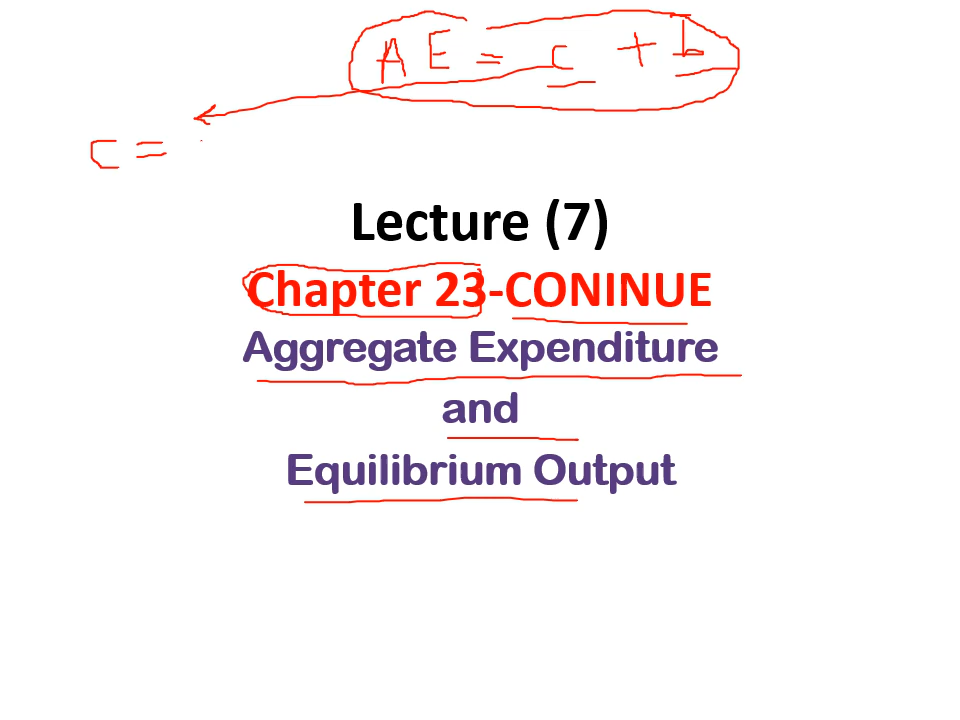 AE = c + I
c =
Lecture (7)
Chapter 23-CONINUE
Aggregate Expenditure
and
Equilibrium Output